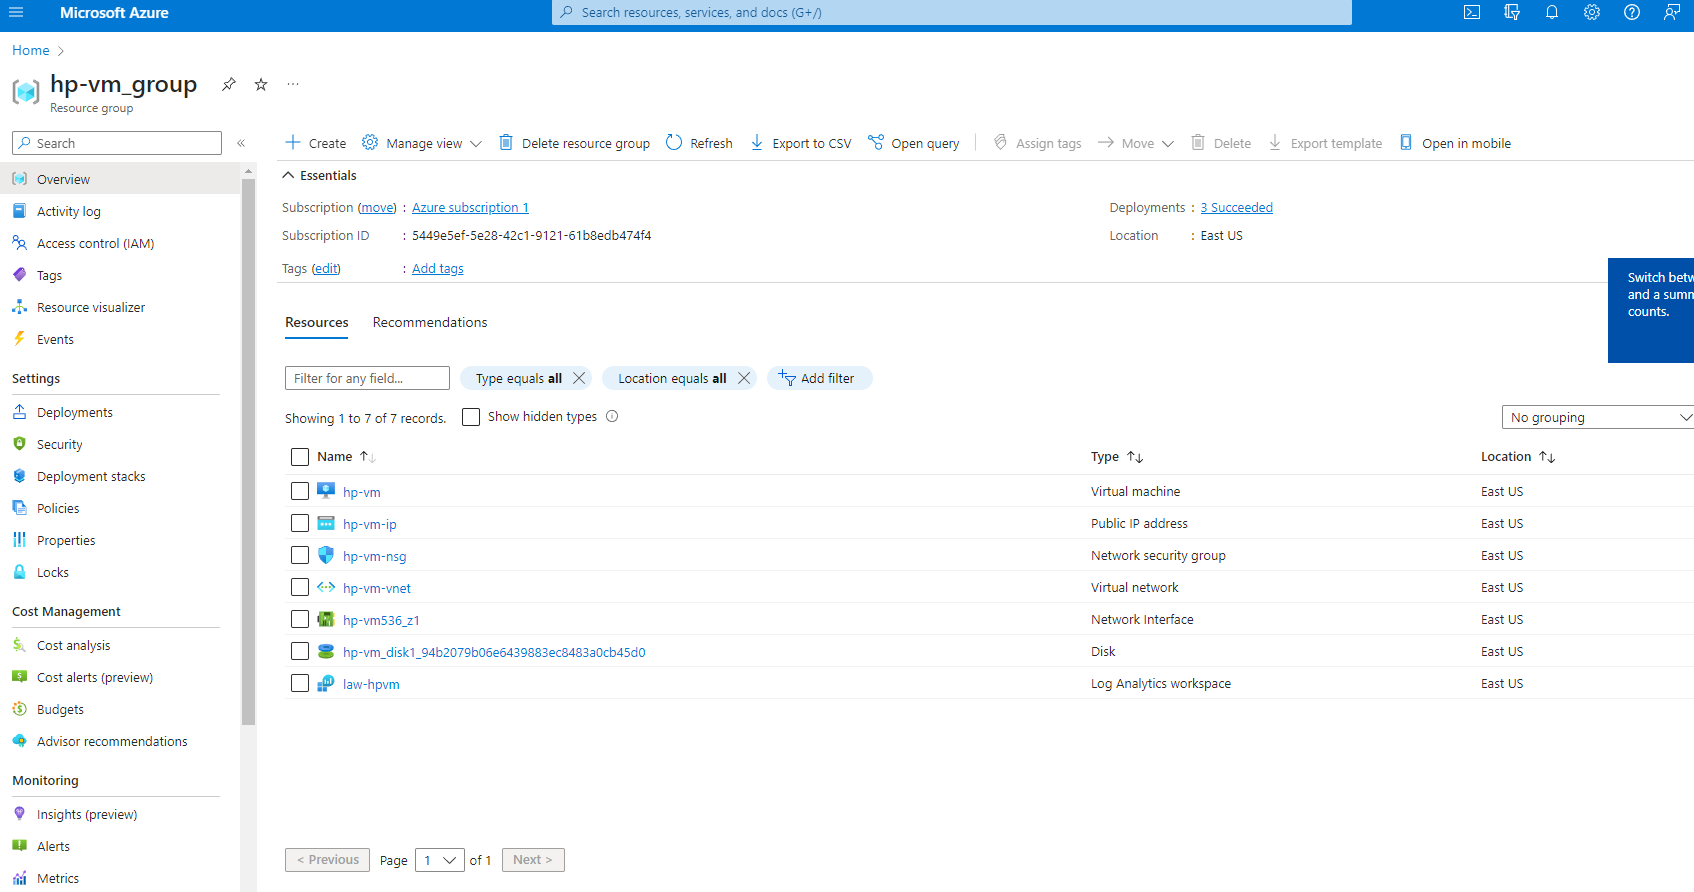 Microsoft Azure
Search resources, services, and docs (G+/)
Home
hp-vm_group
Resource group
Search
Create
Manage view
Delete resource group
Refresh
Export to CSV
Open query
Assign tags
Move
Delete
Export template
Open in mobile
Overview
Activity log
Access control (IAM)
Tags
Resource visualizer
Events
Settings
Deployments
Security
Deployment stacks
Policies
Properties
Locks
Cost Management
Cost analysis
Cost alerts (preview)
Budgets
Advisor recommendations
Monitoring
Insights (preview)
Alerts
Metrics
Essentials
Subscription (move) : Azure subscription 1
Subscription ID : 5449e5ef-5e28-42c1-9121-61b8edb474f4
Tags (edit) : Add tags
Deployments : 3 Succeeded
Location : East US
Switch betw
and a summ
counts.
Resources Recommendations
Filter for any field...
Type equals all
Location equals all
Add filter
Showing 1 to 7 of 7 records.
Show hidden types
No grouping
Name Type Location
hp-vm Virtual machine East US
hp-vm-ip Public IP address East US
hp-vm-nsg Network security group East US
hp-vm-vnet Virtual network East US
hp-vm536_z1 Network Interface East US
hp-vm_disk1_94b2079b06e6439883ec8483a0cb45d0 Disk East US
law-hpvm Log Analytics workspace East US
< Previous Page 1 of 1 Next >